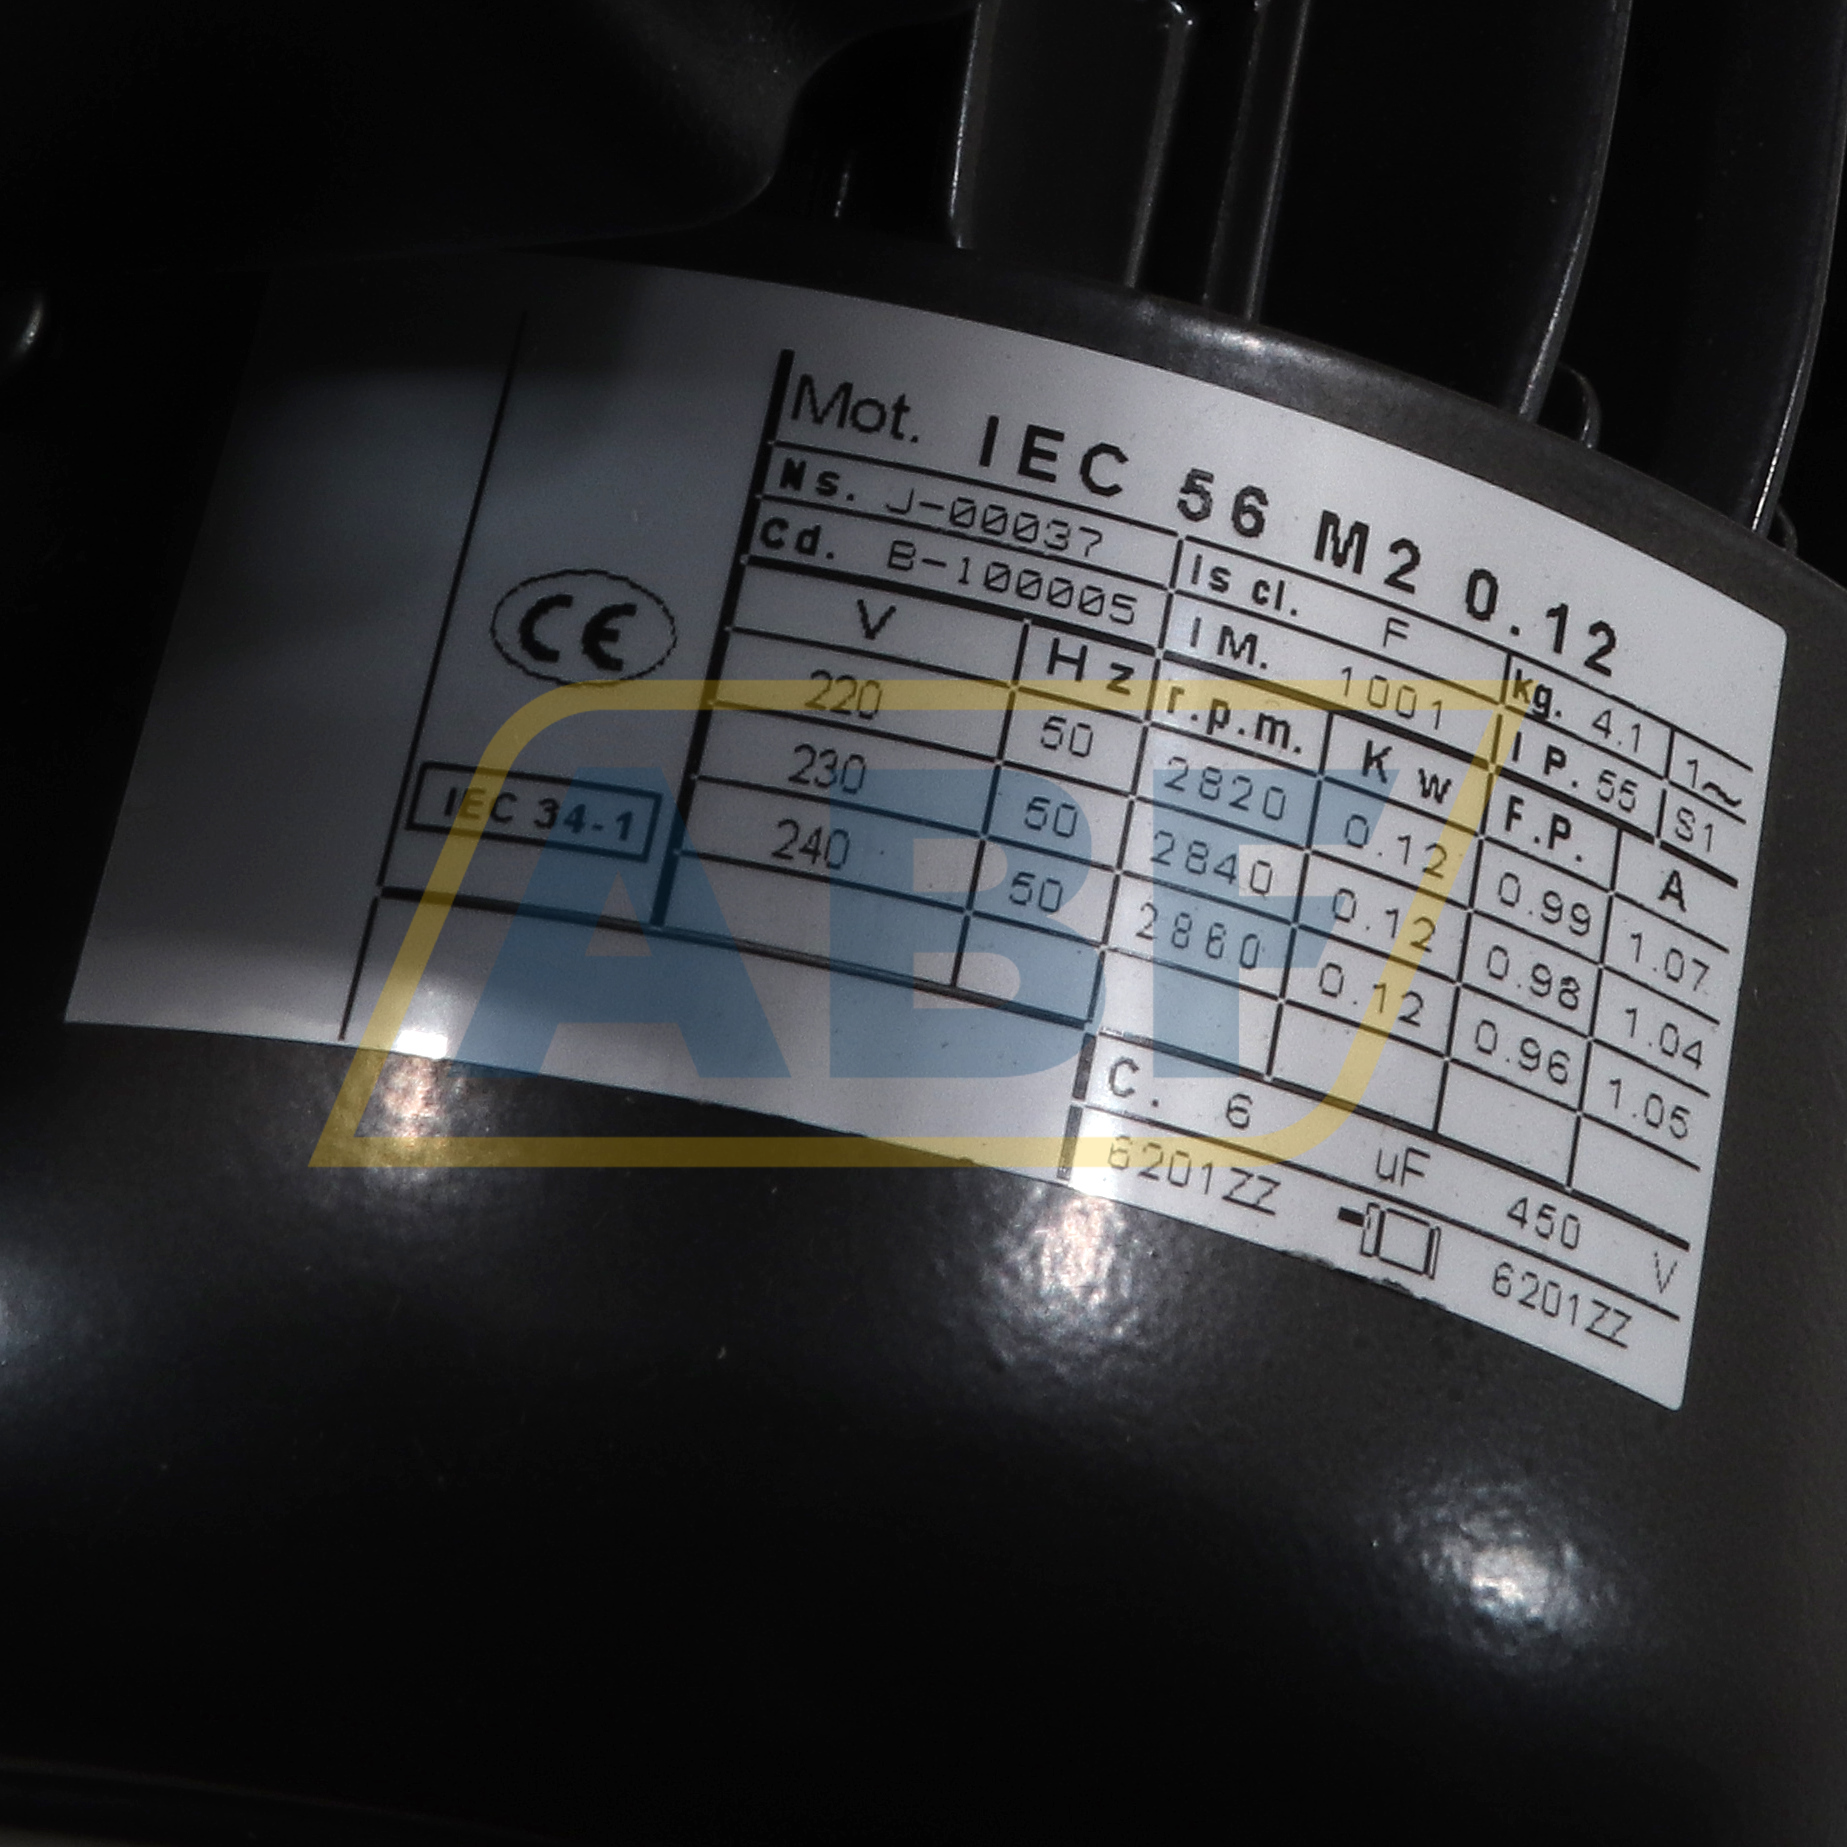 Mot. IEC 56 M2 0.12
Ns. J-00037 Is cl. F kg. 4.1 1~
Cd. B-100005 IM. 1001 IP. 55 S1
V Hz r.p.m. Kw F.P. A
220 50 2820 0.12 0.99 1.07
230 50 2840 0.12 0.98 1.04
240 50 2860 0.12 0.96 1.05
C. 6 uF 450 V
6201ZZ 6201ZZ
CE
IEC 34-1
ABF